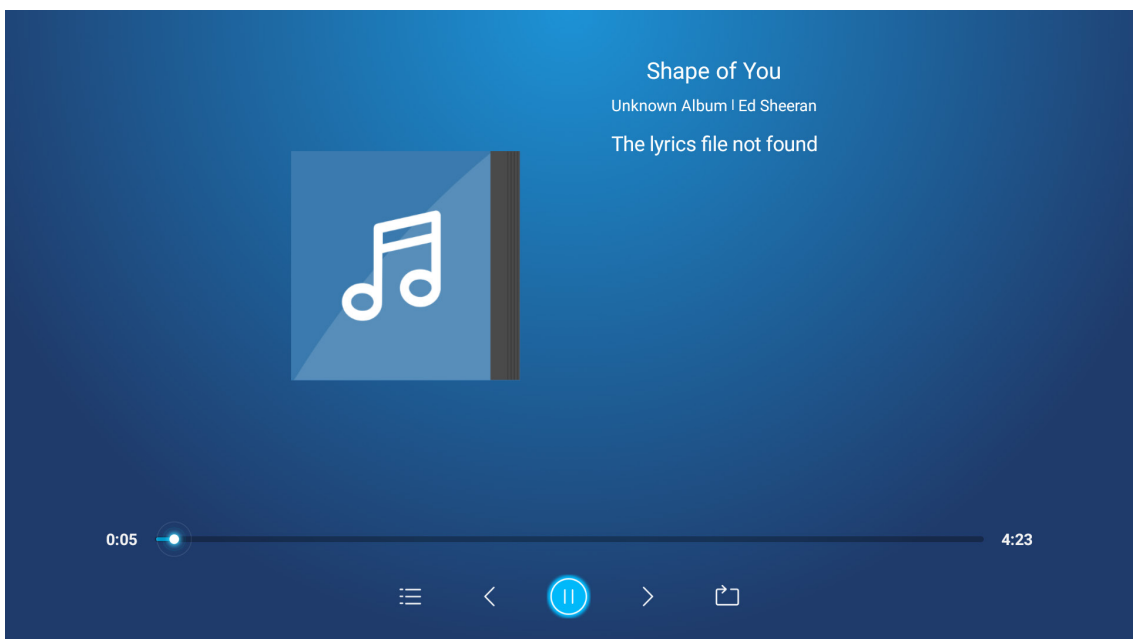 Shape of You
Unknown Album | Ed Sheeran
The lyrics file not found
0:05
4:23